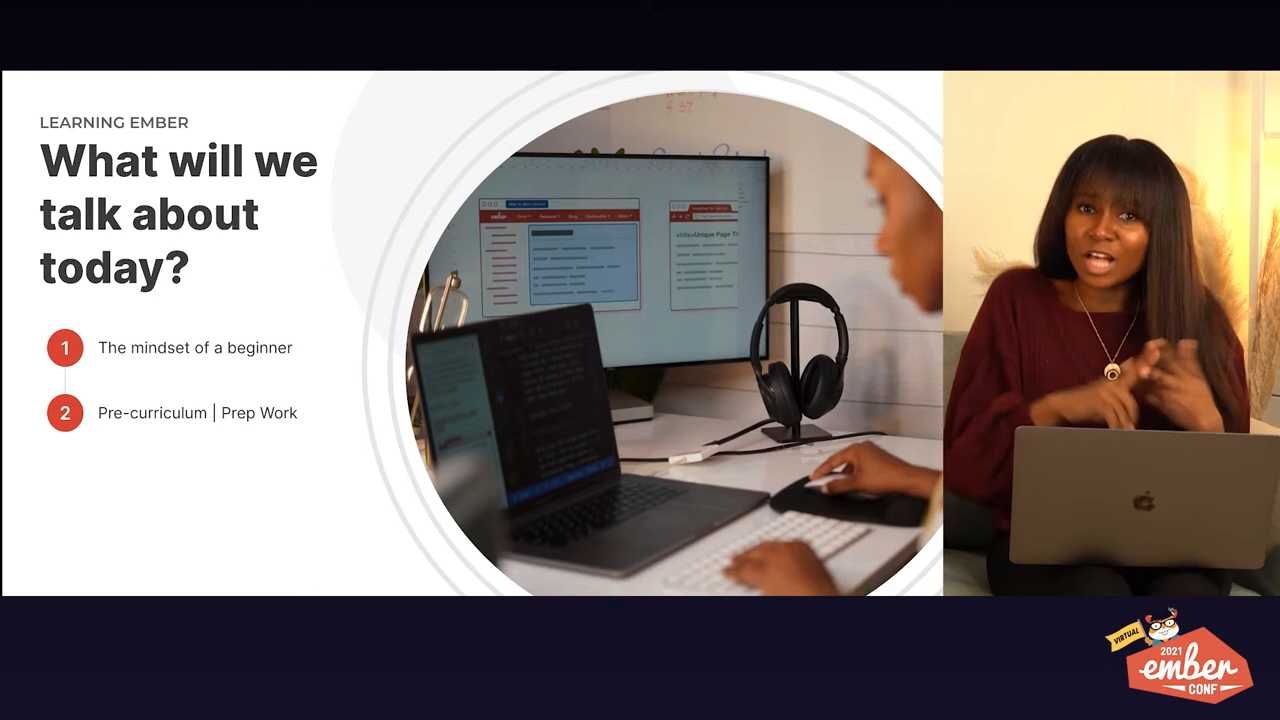 LEARNING EMBER
What will we
talk about
today?
1 The mindset of a beginner
2 Pre-curriculum | Prep Work
<title>Unique Page Ti
VIRTUAL
2021
ember
CONF